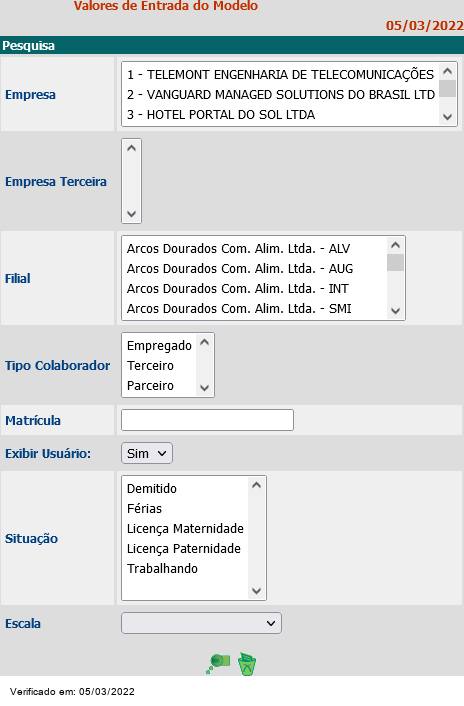 Valores de Entrada do Modelo
05/03/2022
Pesquisa
Empresa
1 - TELEMONT ENGENHARIA DE TELECOMUNICAÇÕES
2 - VANGUARD MANAGED SOLUTIONS DO BRASIL LTD
3 - HOTEL PORTAL DO SOL LTDA
Empresa Terceira
Filial
Arcos Dourados Com. Alim. Ltda. - ALV
Arcos Dourados Com. Alim. Ltda. - AUG
Arcos Dourados Com. Alim. Ltda. - INT
Arcos Dourados Com. Alim. Ltda. - SMI
Tipo Colaborador
Empregado
Terceiro
Parceiro
Matrícula
Exibir Usuário: Sim
Situação
Demitido
Férias
Licença Maternidade
Licença Paternidade
Trabalhando
Escala
Verificado em: 05/03/2022